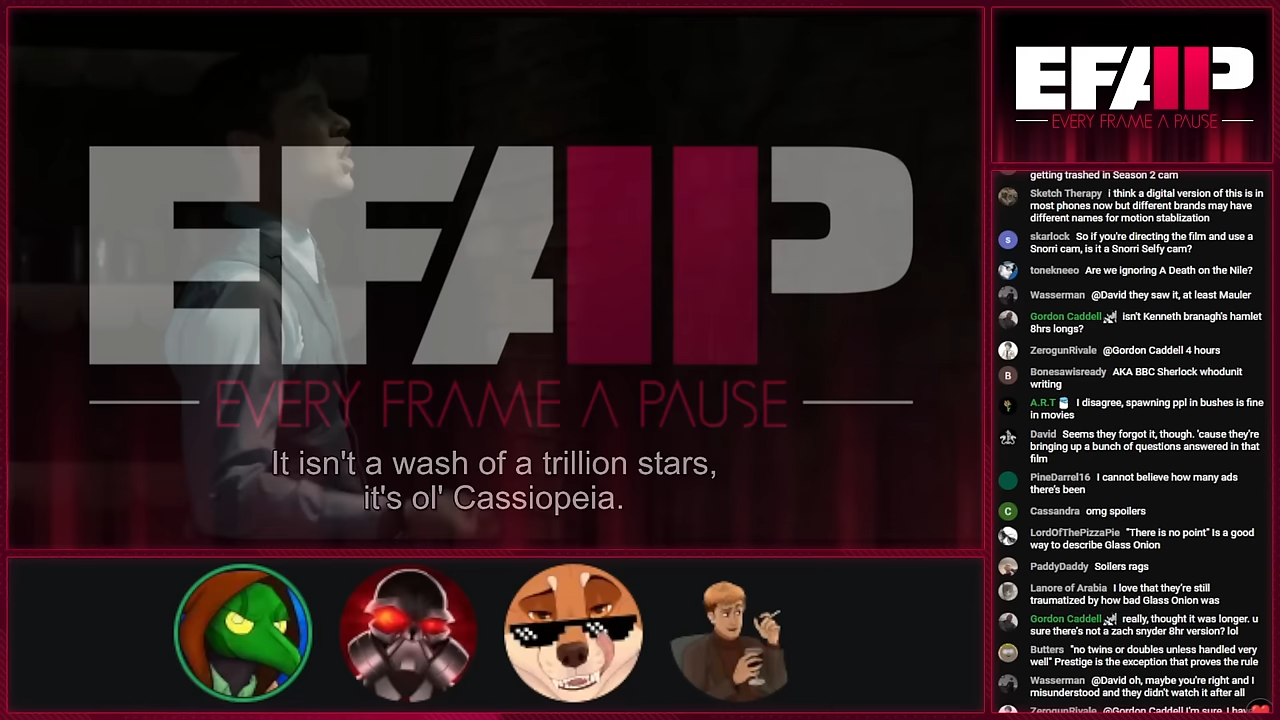 EFAP
EVERY FRAME A PAUSE
It isn't a wash of a trillion stars,
it's ol' Cassiopeia.
EFAP
EVERY FRAME A PAUSE
getting trashed in Season 2 cam
Sketch Therapy i think a digital version of this is in
most phones now but different brands may have
different names for motion stablization
skarlock So if you're directing the film and use a
Snorri cam, is it a Snorri Selfy cam?
tonekneeo Are we ignoring A Death on the Nile?
Wasserman @David they saw it, at least Mauler
Gordon Caddell isn't Kenneth branagh's hamlet
8hrs longs?
ZerogunRivale @Gordon Caddell 4 hours
Bonesawisready AKA BBC Sherlock whodunit
writing
A.R.T I disagree, spawning ppl in bushes is fine
in movies
David Seems they forgot it, though. 'cause they're
bringing up a bunch of questions answered in that
film
PineDarrel16 I cannot believe how many ads
there's been
Cassandra omg spoilers
LordOfThePizzaPie "There is no point" Is a good
way to describe Glass Onion
PaddyDaddy Soilers rags
Lanore of Arabia I love that they're still
traumatized by how bad Glass Onion was
Gordon Caddell really, thought it was longer. u
sure there's not a zach snyder 8hr version? lol
Butters "no twins or doubles unless handled very
well" Prestige is the exception that proves the rule
Wasserman @David oh, maybe you're right and I
misunderstood and they didn't watch it after all
ZerogunRivale @Gordon Caddell I'm sure, I have